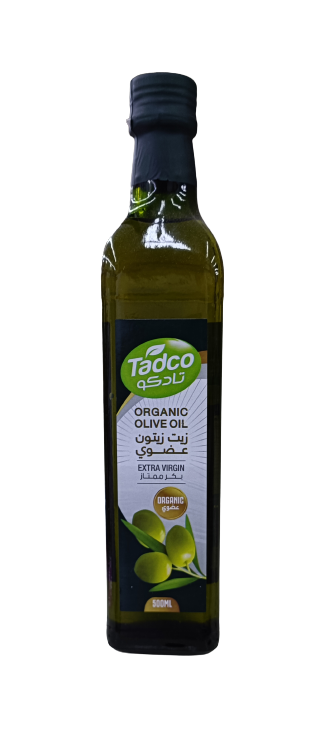 Tadco
تادكو
ORGANIC
OLIVE OIL
زيت زيتون
عضوي
EXTRA VIRGIN
بكر ممتاز
ORGANIC
عضوي
500ML